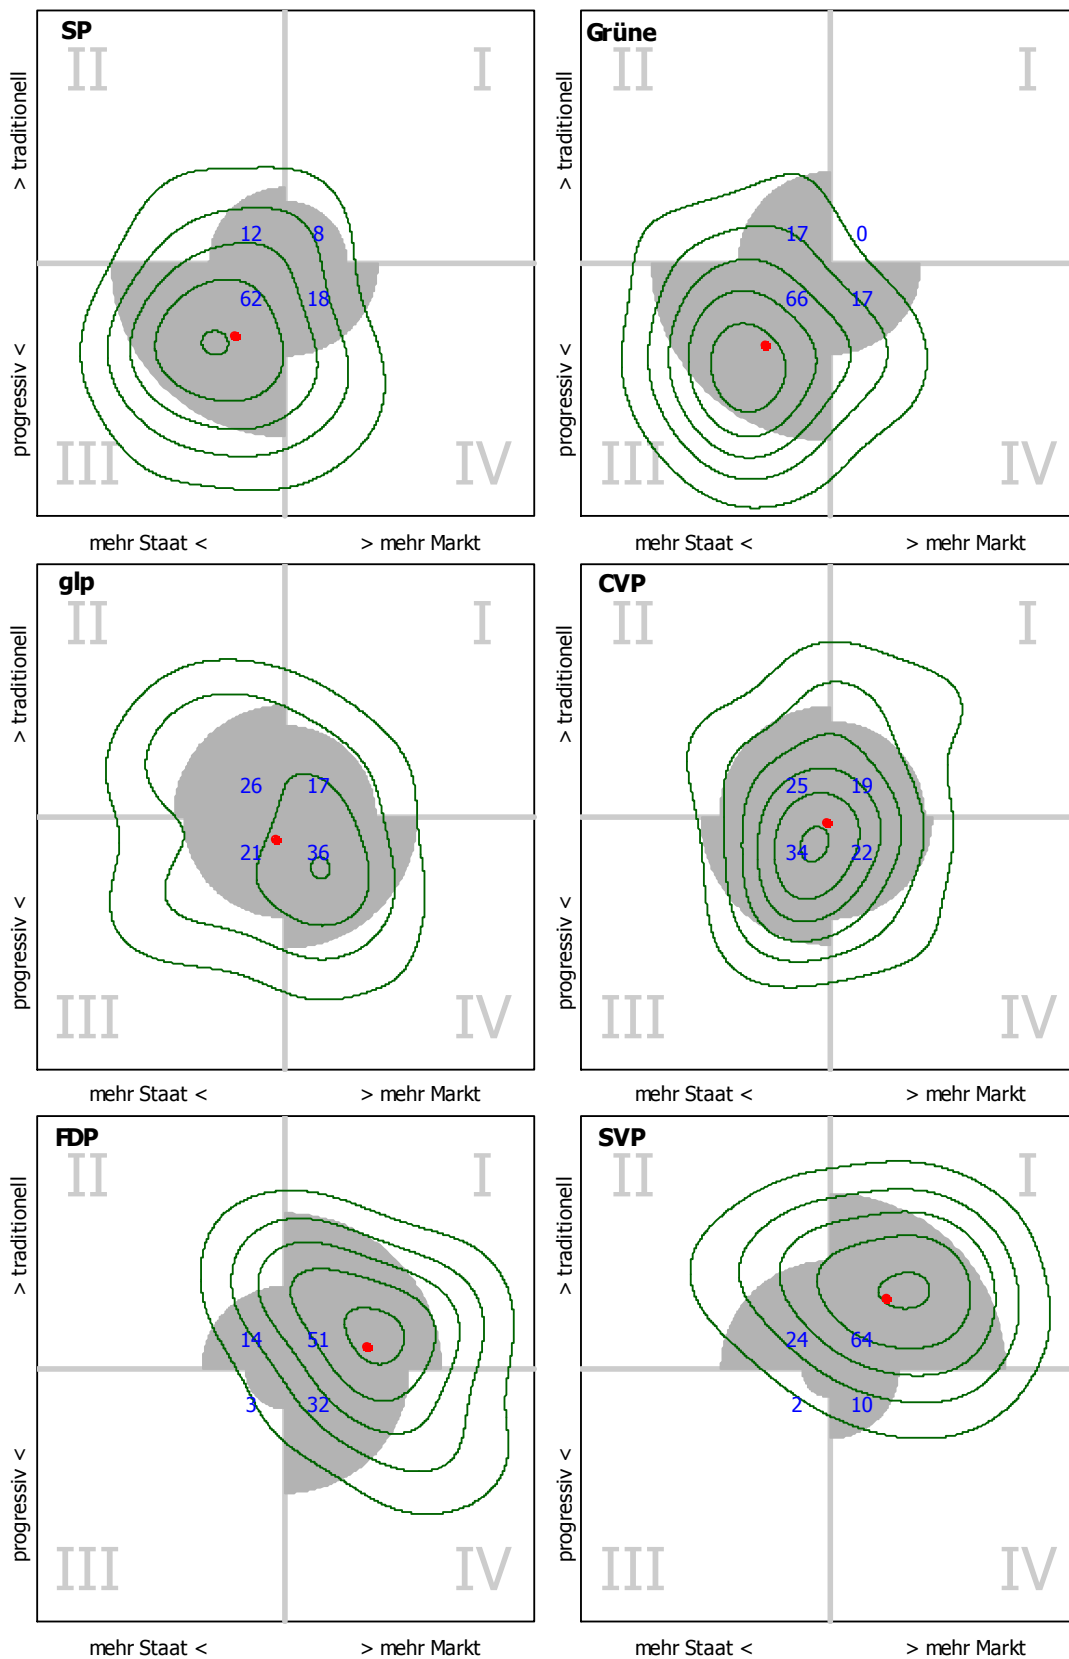 SP
II I
> traditionell
12 8
62 18
progressiv <
III IV
mehr Staat < > mehr Markt
Grüne
II I
> traditionell
17 0
66 17
progressiv <
III IV
mehr Staat < > mehr Markt
glp
II I
> traditionell
26 17
21 36
progressiv <
III IV
mehr Staat < > mehr Markt
CVP
II I
> traditionell
25 19
34 22
progressiv <
III IV
mehr Staat < > mehr Markt
FDP
II I
> traditionell
14 51
3 32
progressiv <
III IV
mehr Staat < > mehr Markt
SVP
II I
> traditionell
24 64
2 10
progressiv <
III IV
mehr Staat < > mehr Markt